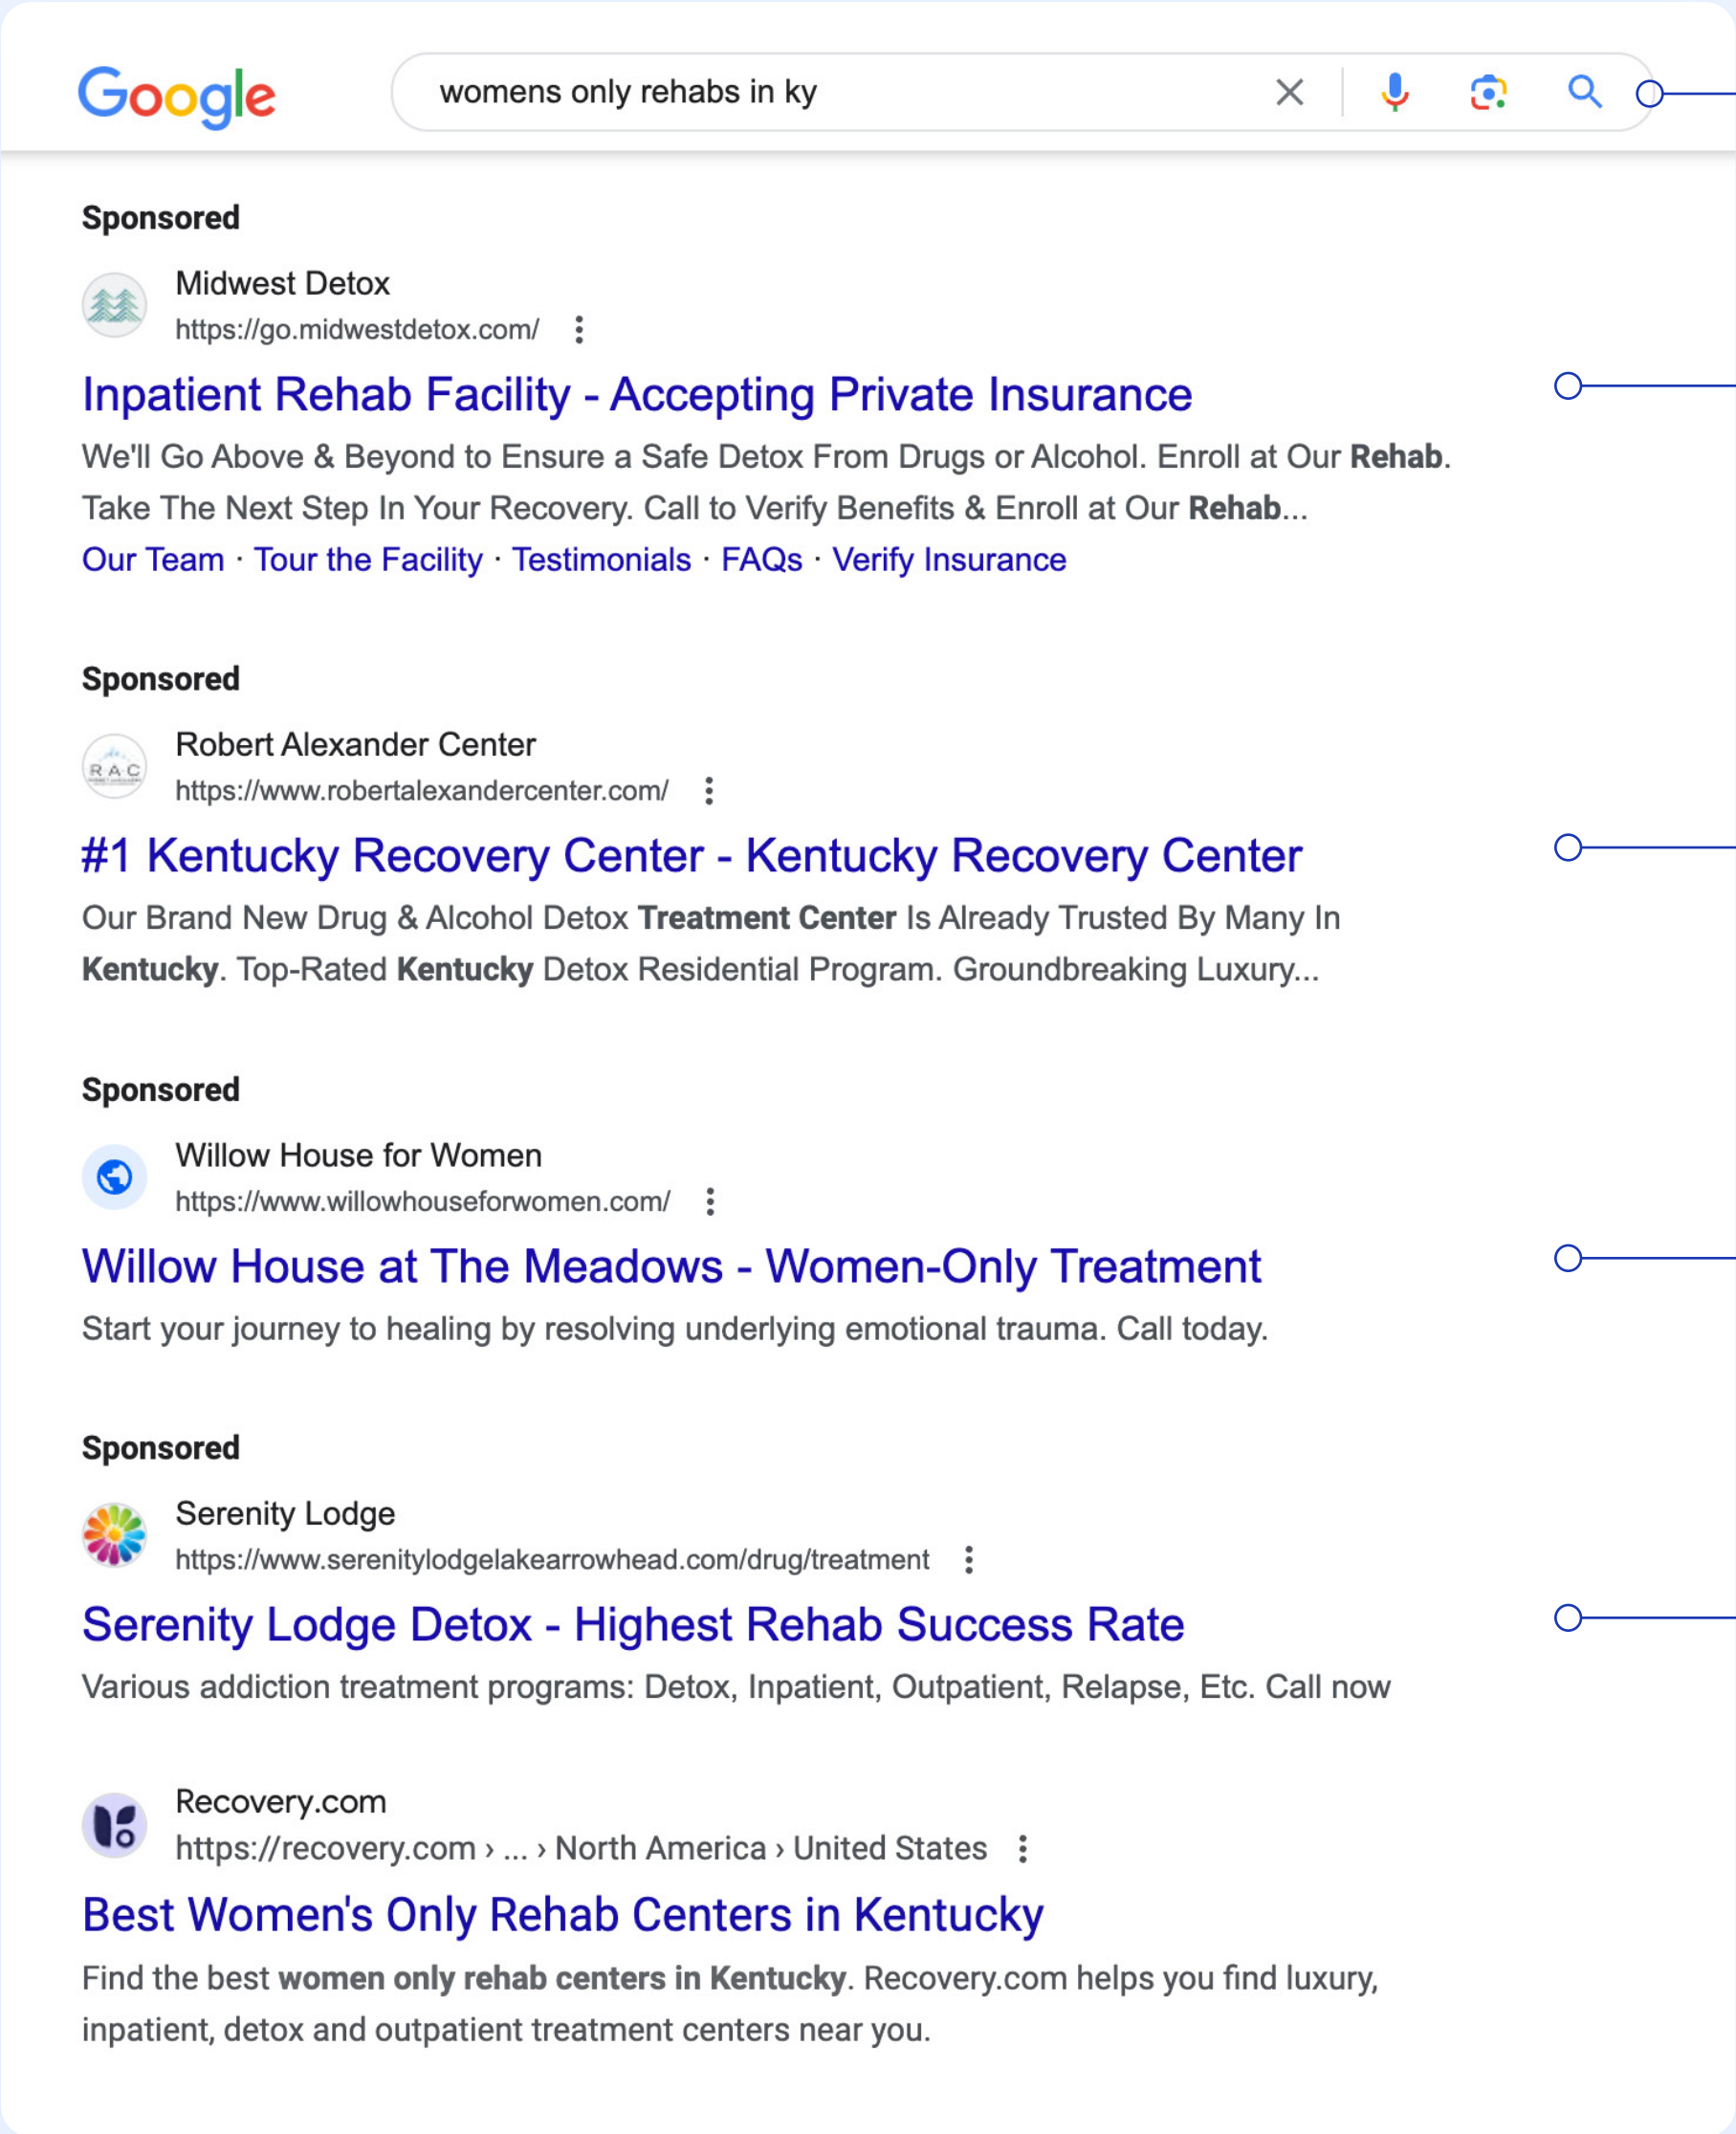 Google
womens only rehabs in ky
Sponsored
Midwest Detox
https://go.midwestdetox.com/
Inpatient Rehab Facility - Accepting Private Insurance
We'll Go Above & Beyond to Ensure a Safe Detox From Drugs or Alcohol. Enroll at Our Rehab.
Take The Next Step In Your Recovery. Call to Verify Benefits & Enroll at Our Rehab...
Our Team · Tour the Facility · Testimonials · FAQs · Verify Insurance
Sponsored
R·A·C
Robert Alexander Center
https://www.robertalexandercenter.com/
#1 Kentucky Recovery Center - Kentucky Recovery Center
Our Brand New Drug & Alcohol Detox Treatment Center Is Already Trusted By Many In
Kentucky. Top-Rated Kentucky Detox Residential Program. Groundbreaking Luxury...
Sponsored
Willow House for Women
https://www.willowhouseforwomen.com/
Willow House at The Meadows - Women-Only Treatment
Start your journey to healing by resolving underlying emotional trauma. Call today.
Sponsored
Serenity Lodge
https://www.serenitylodgelakearrowhead.com/drug/treatment
Serenity Lodge Detox - Highest Rehab Success Rate
Various addiction treatment programs: Detox, Inpatient, Outpatient, Relapse, Etc. Call now
Recovery.com
https://recovery.com › ... › North America › United States
Best Women's Only Rehab Centers in Kentucky
Find the best women only rehab centers in Kentucky. Recovery.com helps you find luxury,
inpatient, detox and outpatient treatment centers near you.